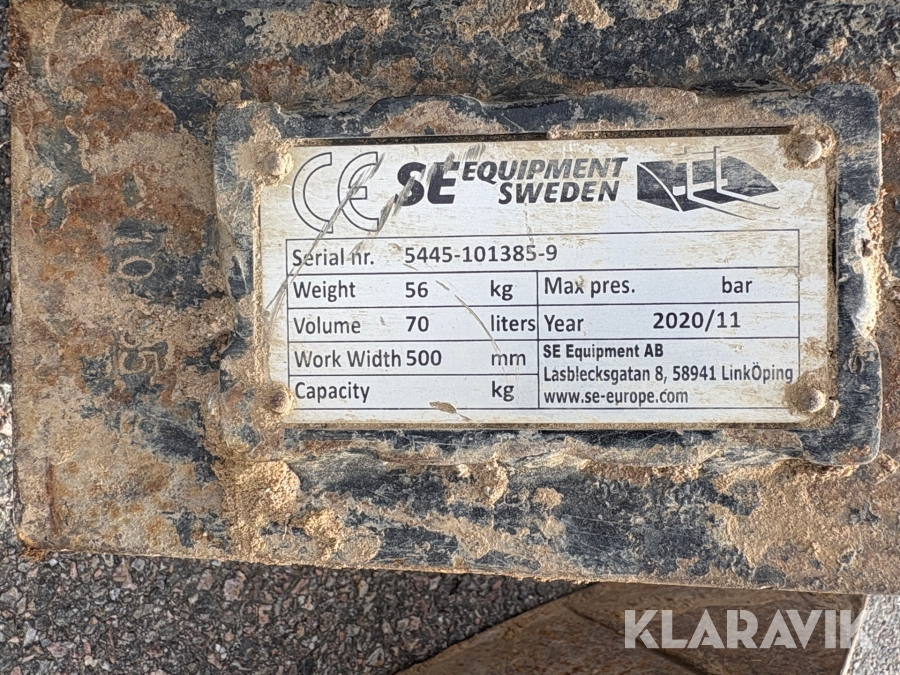 CE SE EQUIPMENT
SWEDEN
Serial nr. 5445-101385-9
Weight 56 kg Max pres. bar
Volume 70 liters Year 2020/11
Work Width 500 mm SE Equipment AB
Låsblecksgatan 8, 58941 LinkÖping
Capacity kg www.se-europe.com
KLARAVIK